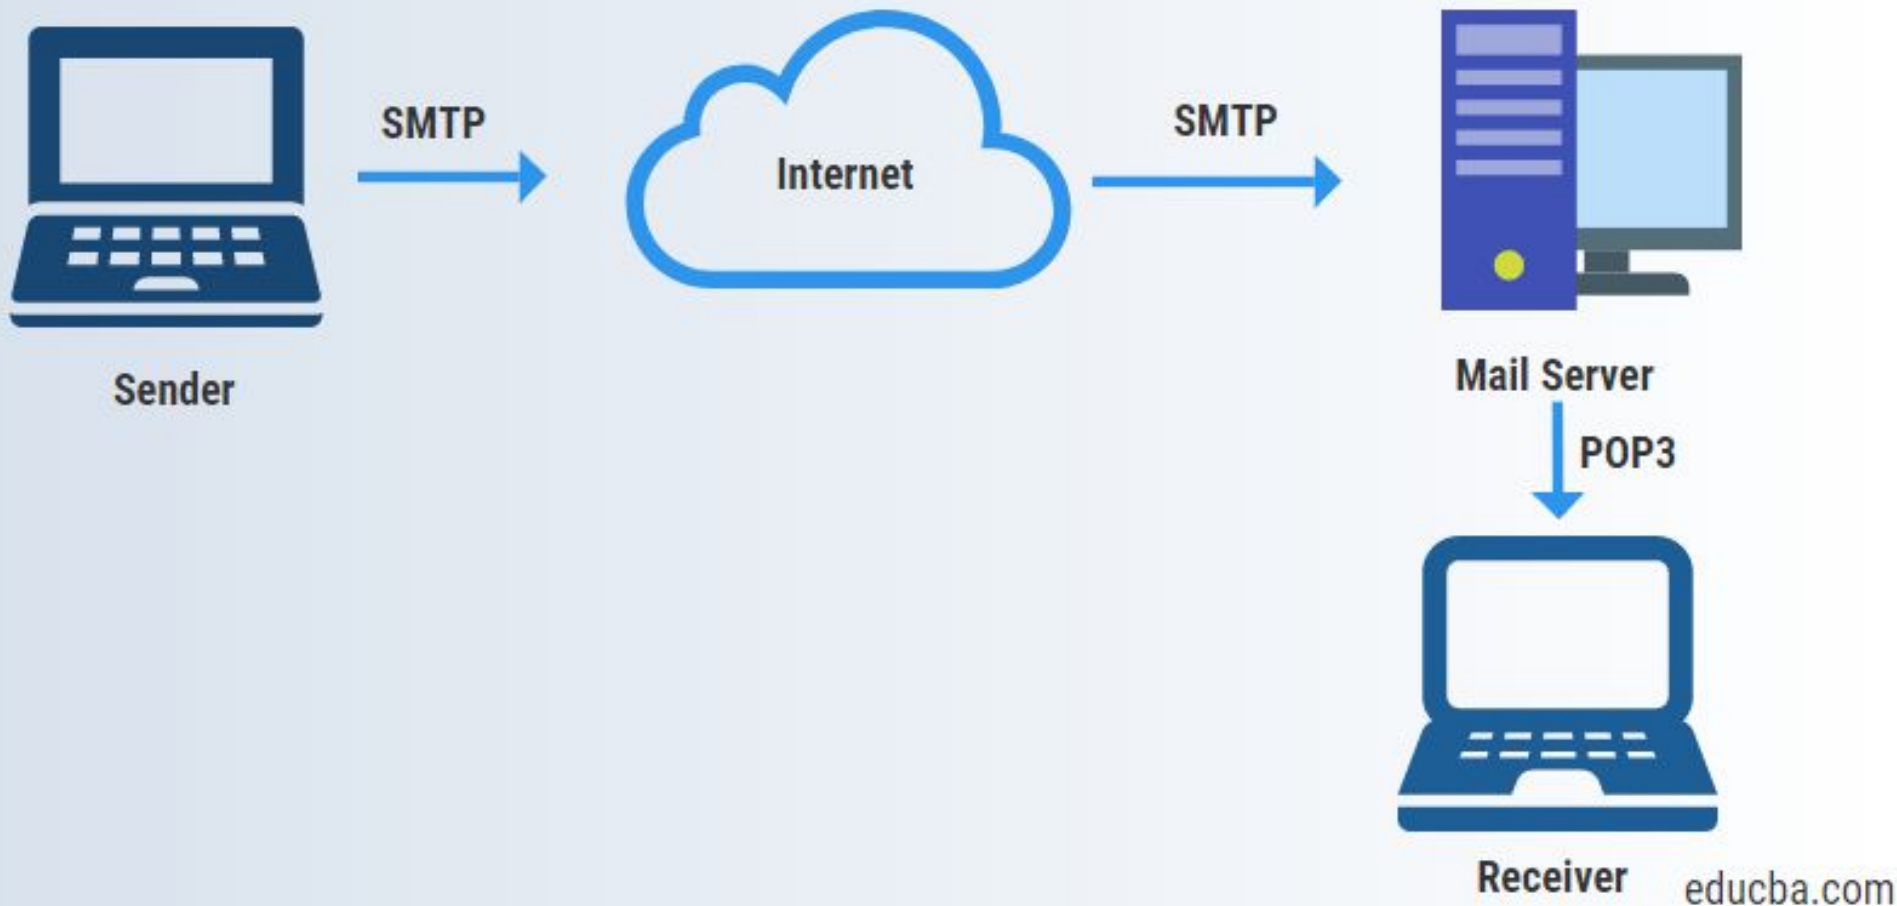 SMTP
Internet
SMTP
Sender
Mail Server
POP3
Receiver
educba.com